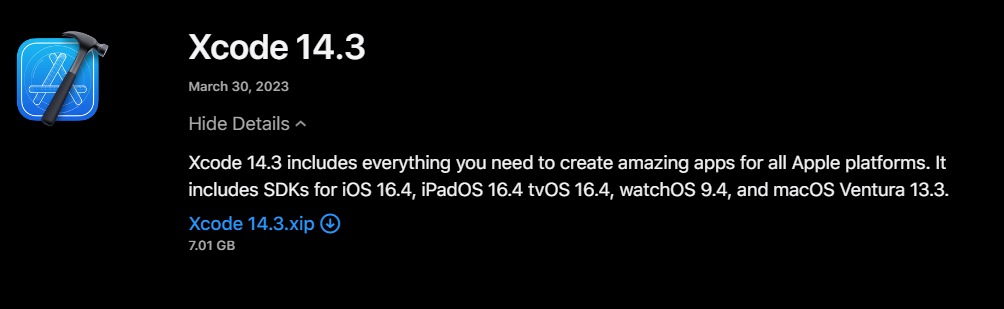 Xcode 14.3
March 30, 2023
Hide Details
Xcode 14.3 includes everything you need to create amazing apps for all Apple platforms. It
includes SDKs for iOS 16.4, iPadOS 16.4 tvOS 16.4, watchOS 9.4, and macOS Ventura 13.3.
Xcode 14.3.xip
7.01 GB